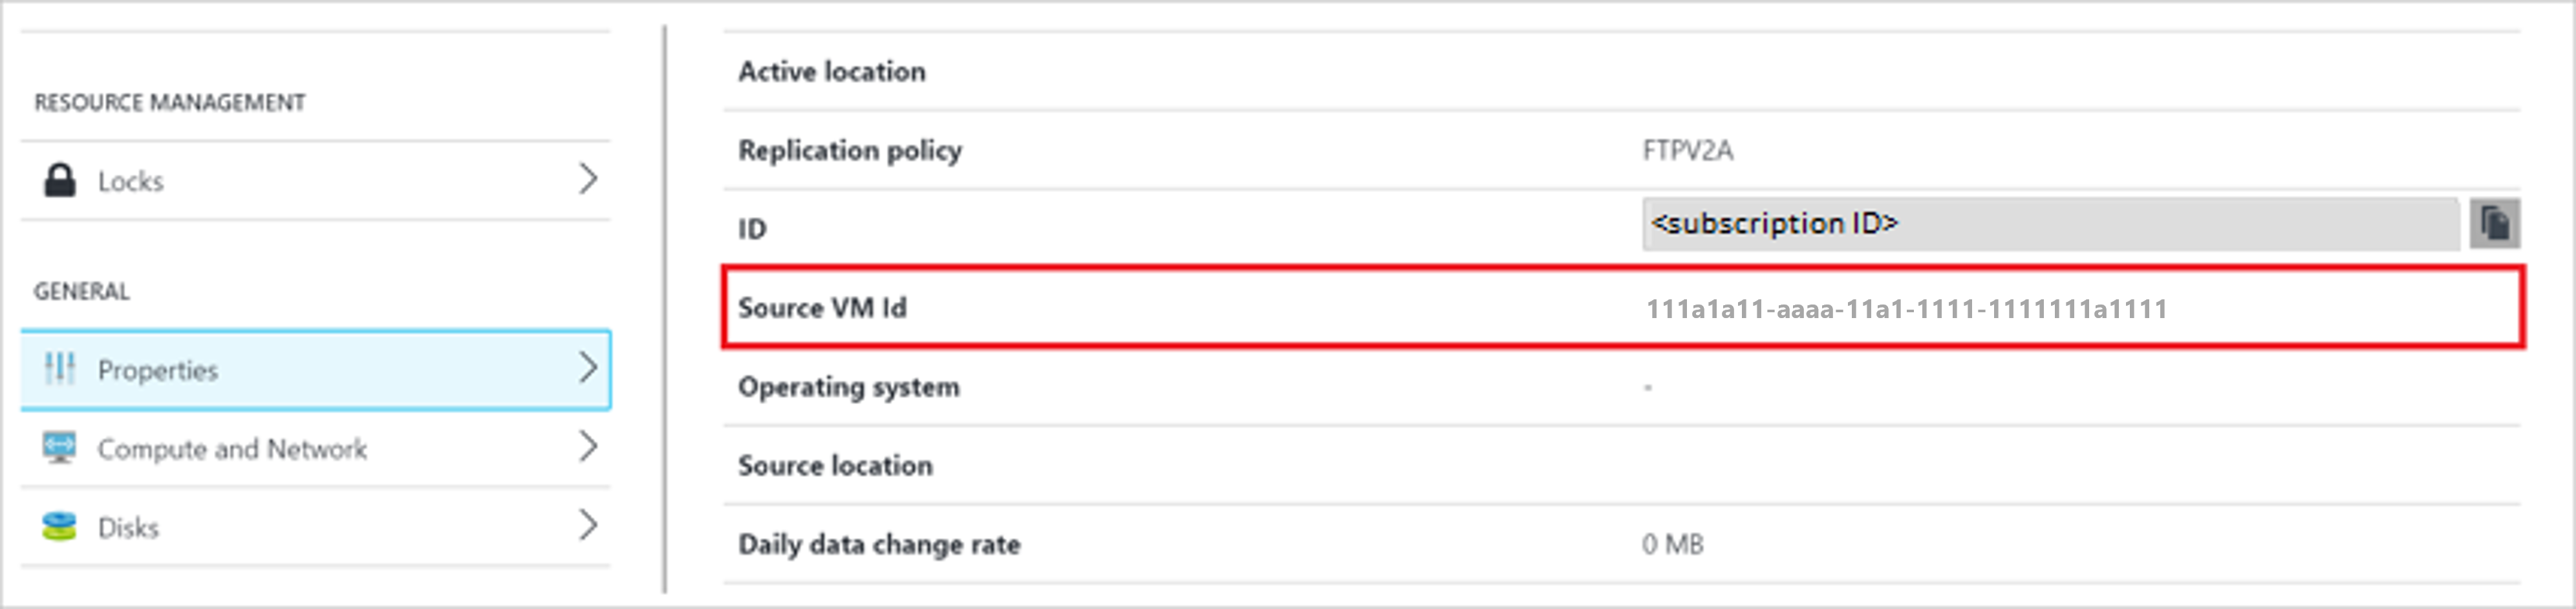 RESOURCE MANAGEMENT
Locks
GENERAL
Properties
Compute and Network
Disks
Active location
Replication policy FTPV2A
ID <subscription ID>
Source VM Id 111a1a11-aaaa-11a1-1111-1111111a1111
Operating system -
Source location
Daily data change rate 0 MB